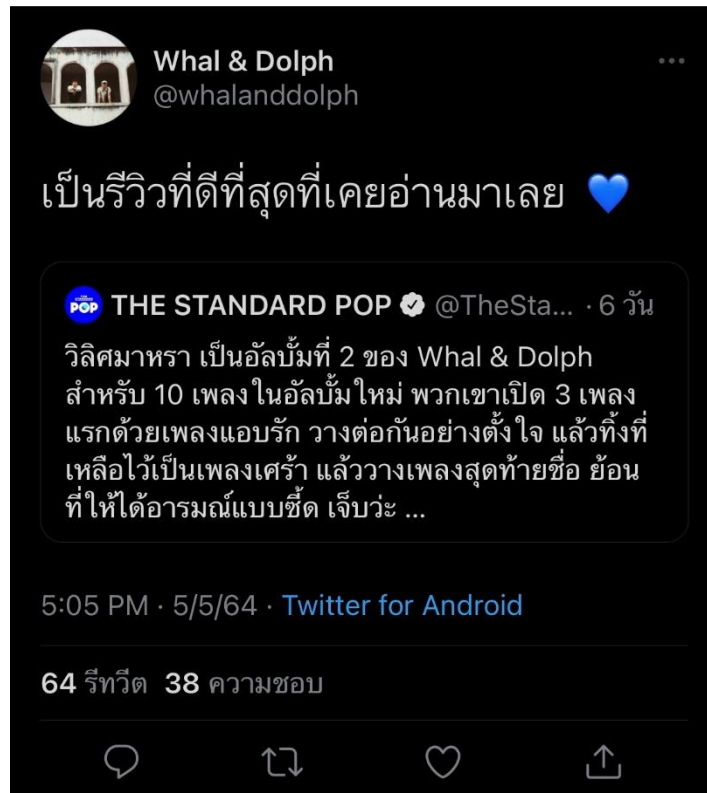 Whal & Dolph
@whalanddolph
เป็นรีวิวที่ดีที่สุดที่เคยอ่านมาเลย 💙
THE STANDARD POP @TheSta... · 6 วัน
วิลิศมาหรา เป็นอัลบั้มที่ 2 ของ Whal & Dolph
สำหรับ 10 เพลงในอัลบั้มใหม่ พวกเขาเปิด 3 เพลง
แรกด้วยเพลงแอบรัก วางต่อกันอย่างตั้งใจ แล้วทิ้งที่
เหลือไว้เป็นเพลงเศร้า แล้ววางเพลงสุดท้ายชื่อ ย้อน
ที่ให้ได้อารมณ์แบบซี้ด เจ็บว่ะ ...
5:05 PM · 5/5/64 · Twitter for Android
64 รีทวีต 38 ความชอบ